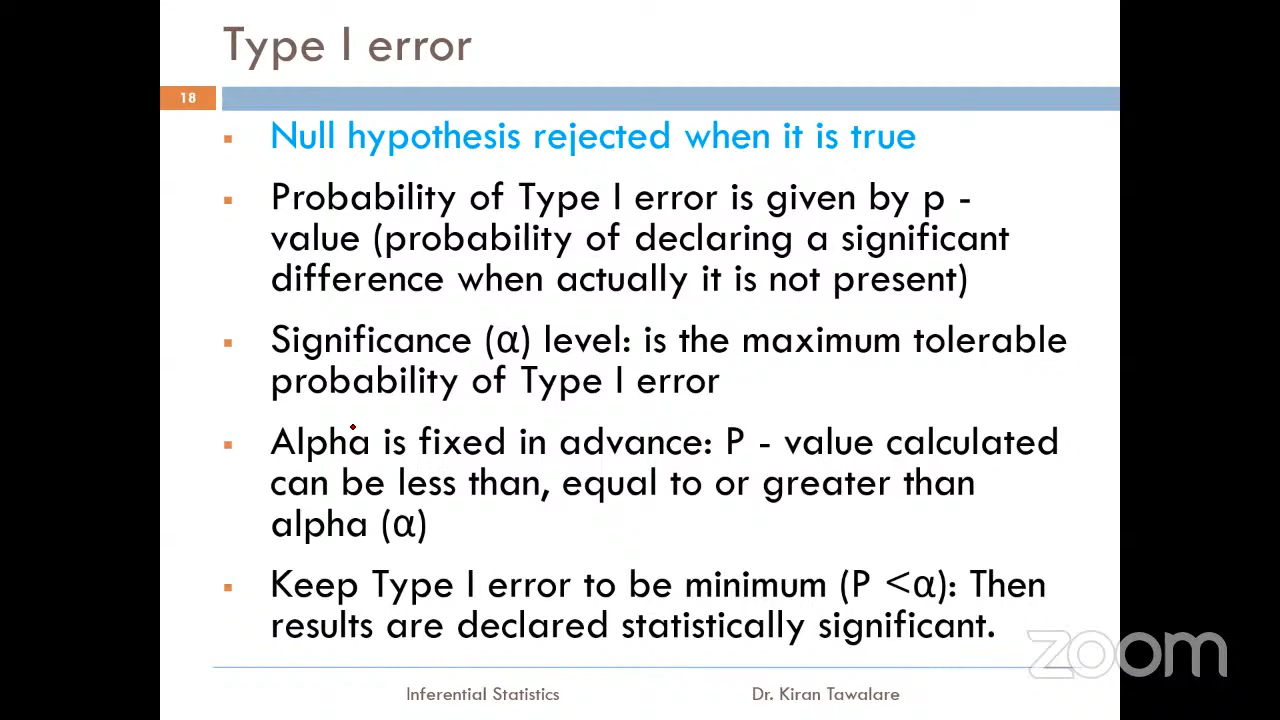 Type I error
18
Null hypothesis rejected when it is true
Probability of Type I error is given by p -
value (probability of declaring a significant
difference when actually it is not present)
Significance (α) level: is the maximum tolerable
probability of Type I error
Alpha is fixed in advance: P - value calculated
can be less than, equal to or greater than
alpha (α)
Keep Type I error to be minimum (P <α): Then
results are declared statistically significant.
zoom
Inferential Statistics
Dr. Kiran Tawalare